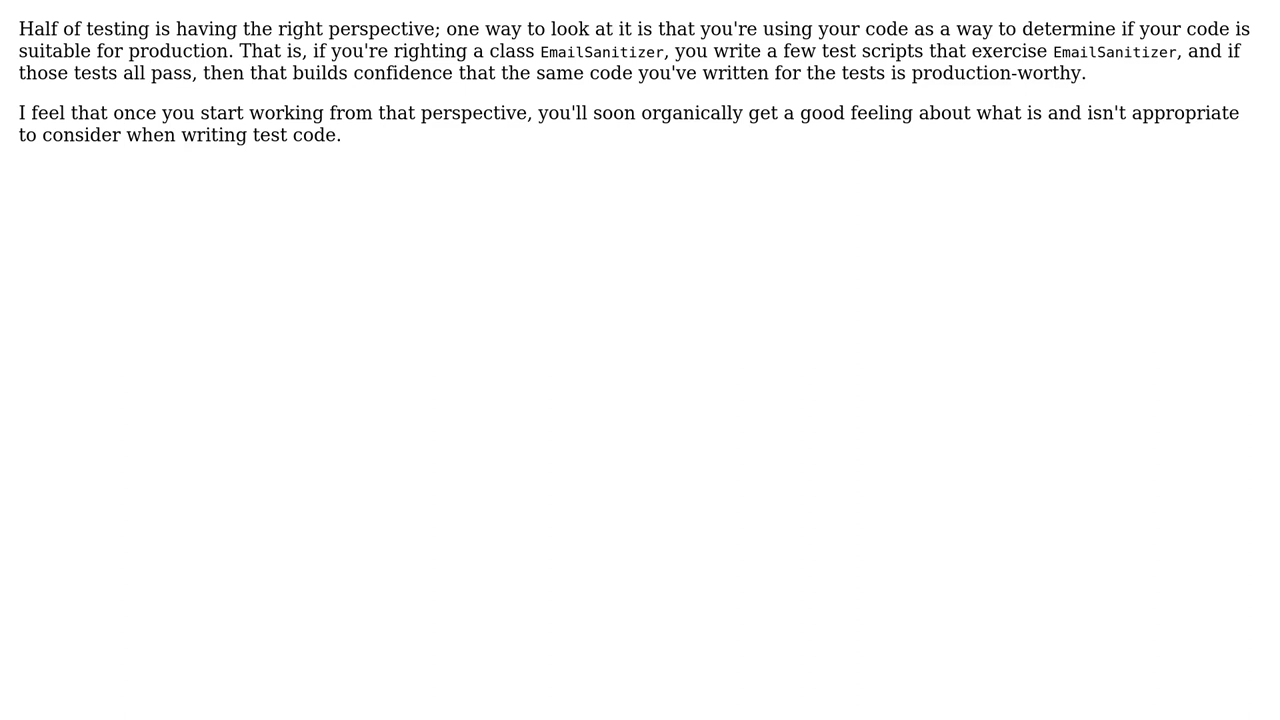 Half of testing is having the right perspective; one way to look at it is that you're using your code as a way to determine if your code is
suitable for production. That is, if you're righting a class EmailSanitizer, you write a few test scripts that exercise EmailSanitizer, and if
those tests all pass, then that builds confidence that the same code you've written for the tests is production-worthy.
I feel that once you start working from that perspective, you'll soon organically get a good feeling about what is and isn't appropriate
to consider when writing test code.